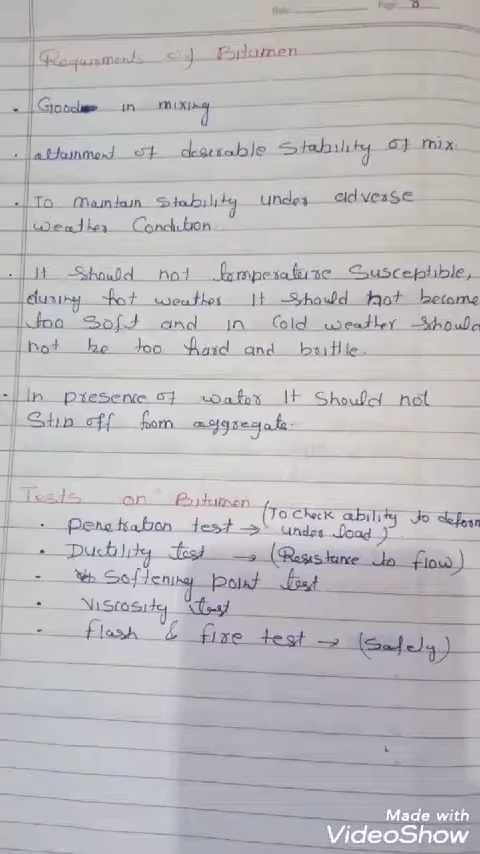 Date
Page 8
Requirements of Bitumen
• Good in mixing
• attainment of desirable stability of mix
• To maintain stability under adverse
weather Condition
• It should not temperature susceptible,
during hot weather It should not become
too soft and in cold weather should
not be too hard and brittle.
• In presence of water It should not
Strip off from aggregate.
Tests on Bitumen
• penetration test → (To check ability to deform
under load)
• Ductility test → (Resistance to flow)
• Softening point test
• Viscosity test
• flash & fire test → (Safely)
Made with
VideoShow